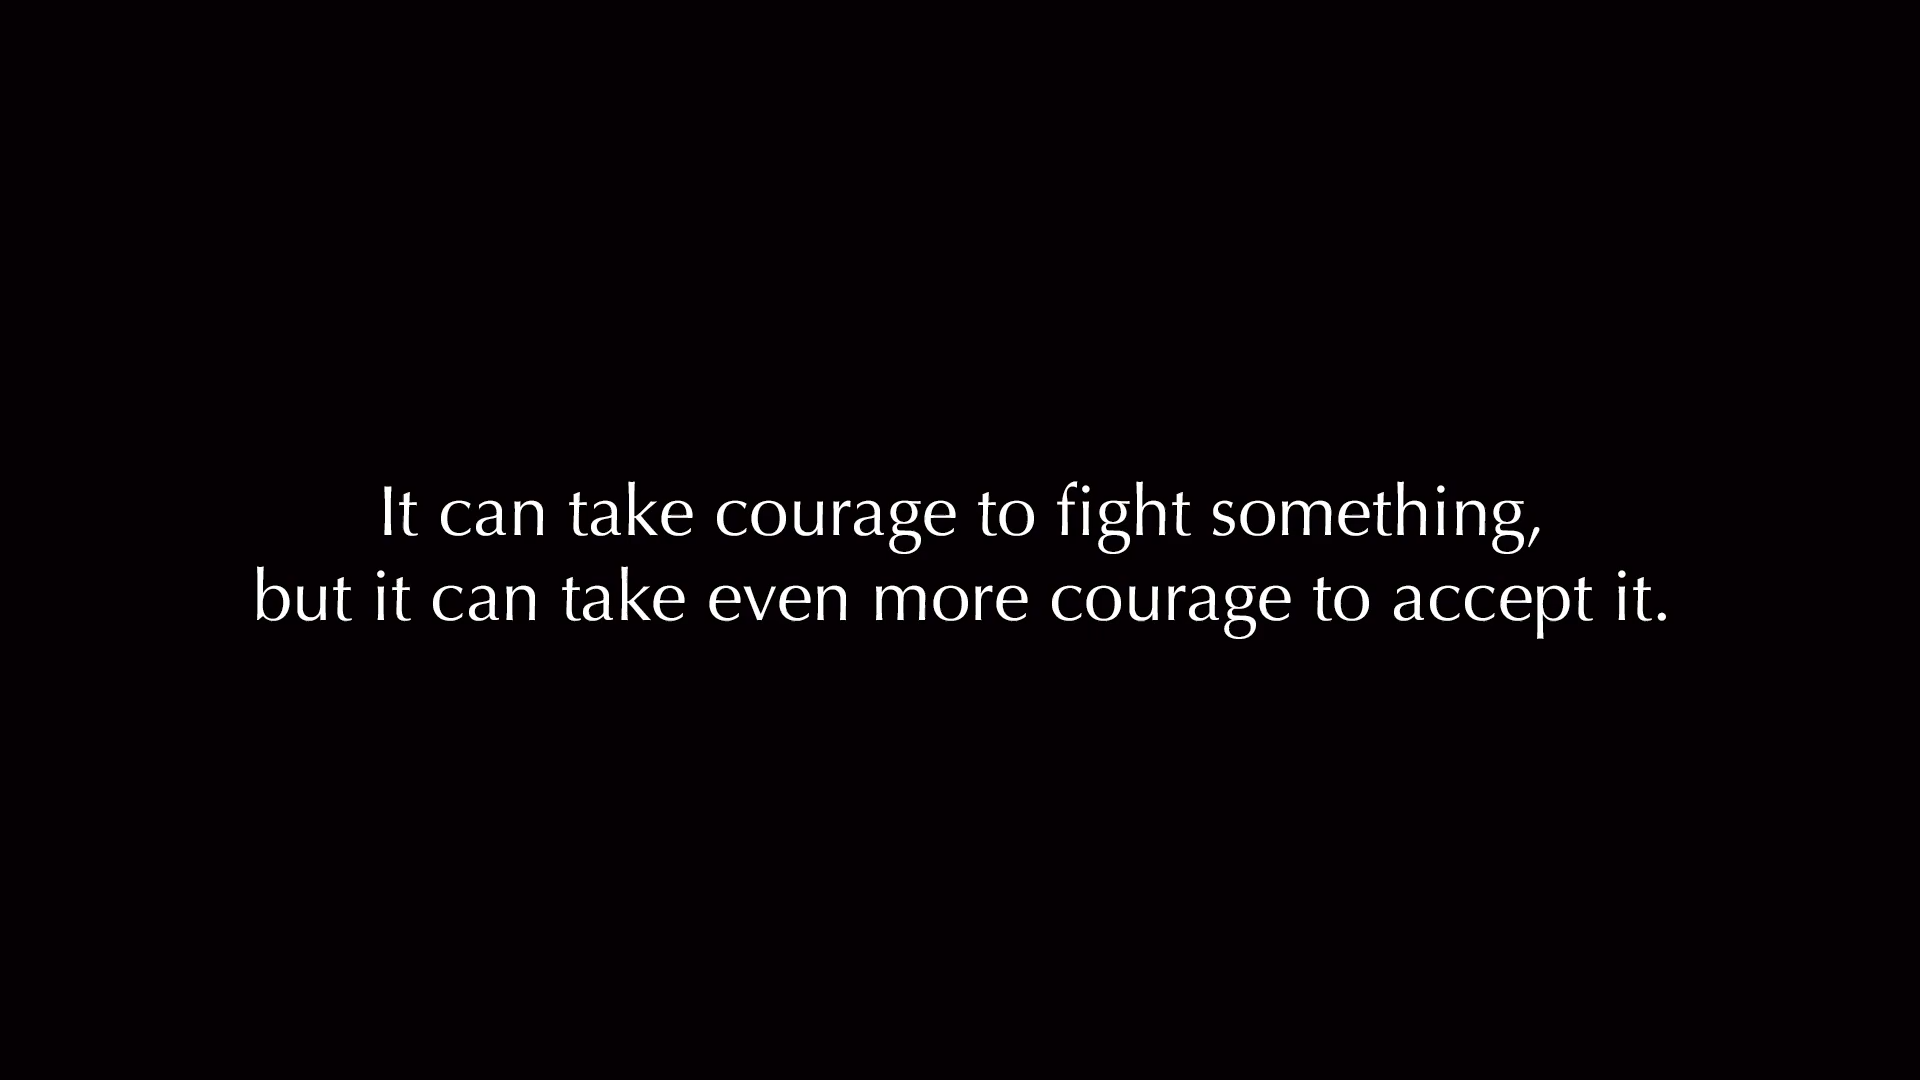 It can take courage to fight something,
but it can take even more courage to accept it.